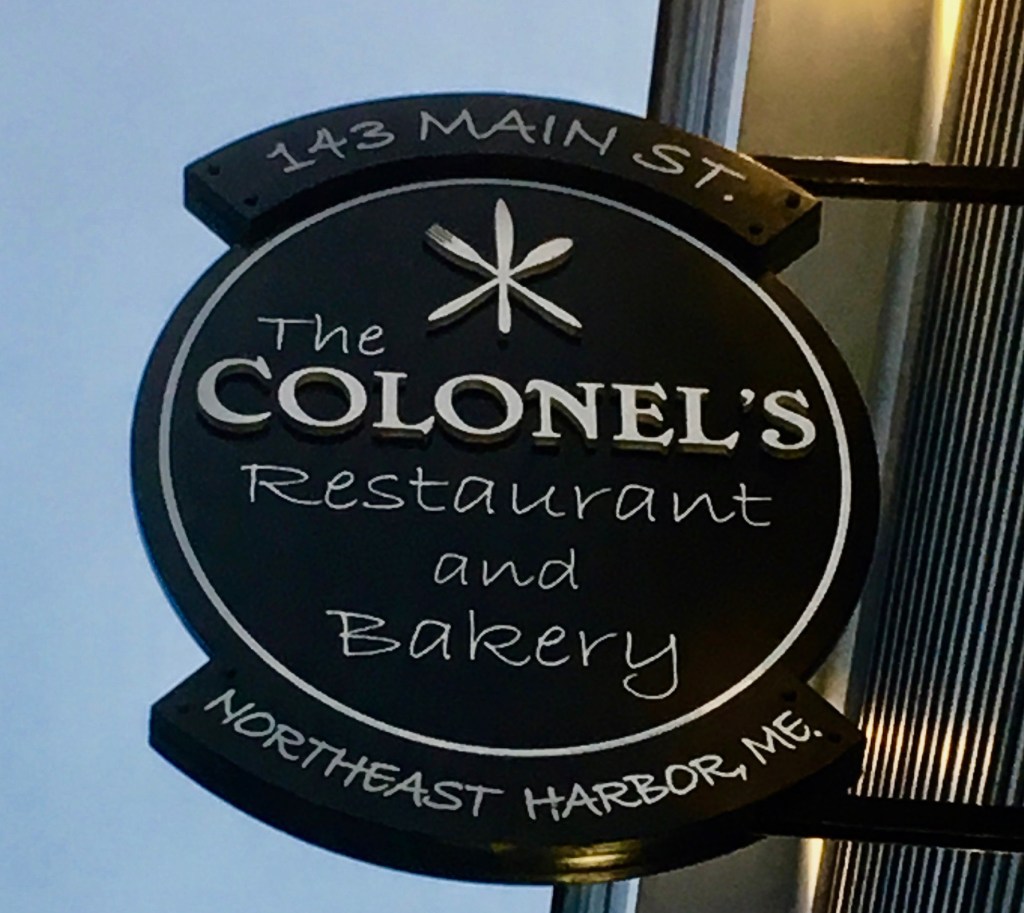 143 MAIN ST.
The
COLONEL'S
Restaurant
and
Bakery
NORTHEAST HARBOR, ME.